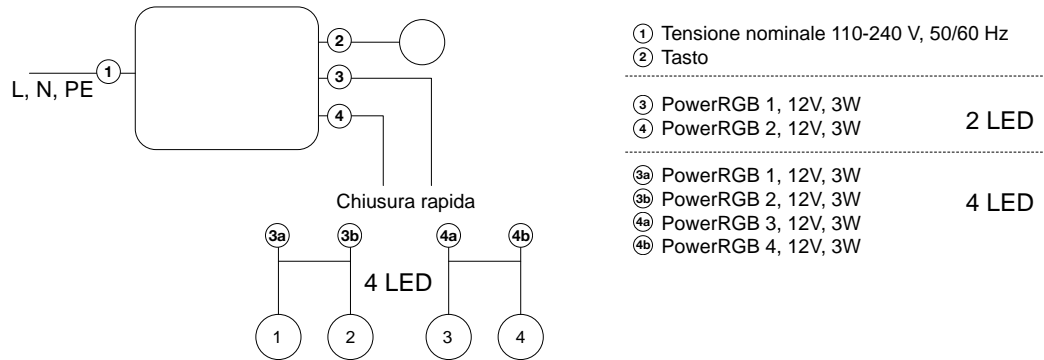 1
L, N, PE
2
3
4
Chiusura rapida
3a 3b 4a 4b
4 LED
1 2 3 4
1 Tensione nominale 110-240 V, 50/60 Hz
2 Tasto
3 PowerRGB 1, 12V, 3W
4 PowerRGB 2, 12V, 3W
2 LED
3a PowerRGB 1, 12V, 3W
3b PowerRGB 2, 12V, 3W
4a PowerRGB 3, 12V, 3W
4b PowerRGB 4, 12V, 3W
4 LED